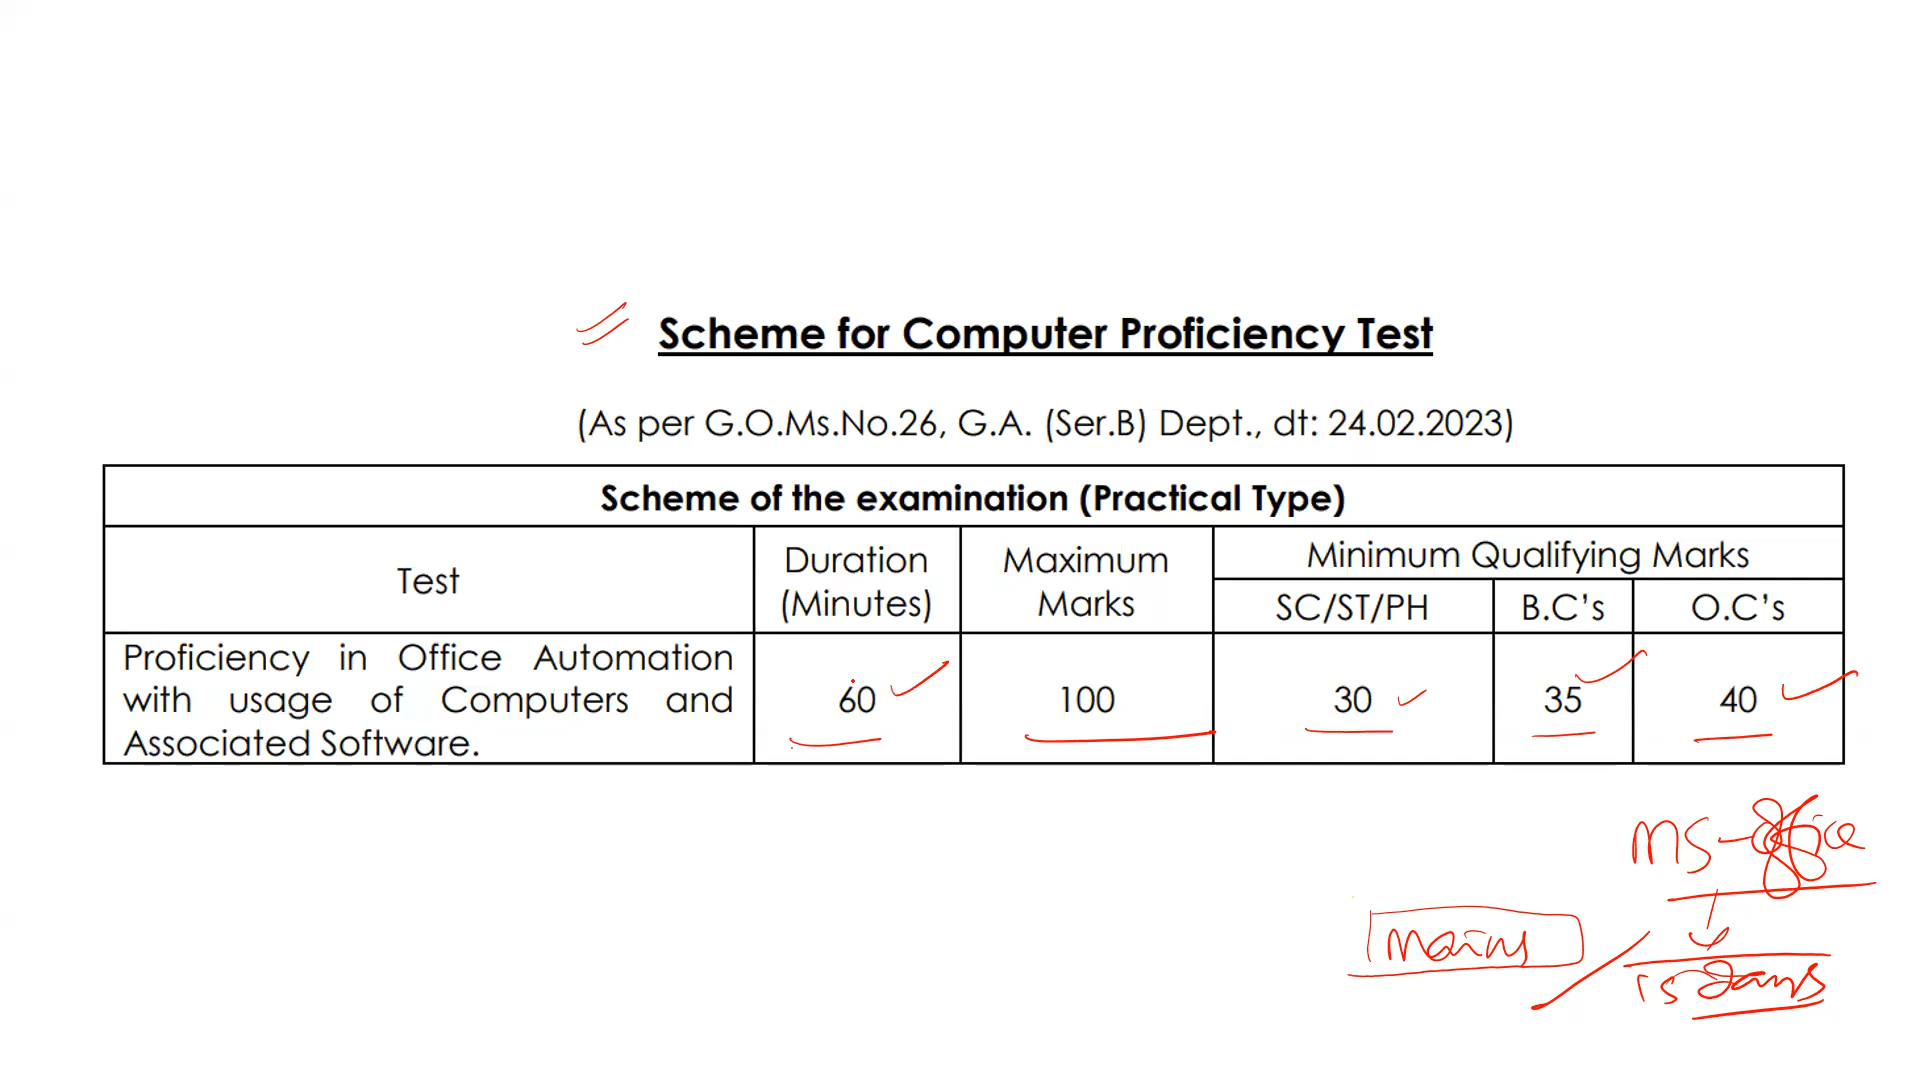 Scheme for Computer Proficiency Test
(As per G.O.Ms.No.26, G.A. (Ser.B) Dept., dt: 24.02.2023)
Scheme of the examination (Practical Type)
Test
Duration
(Minutes)
Maximum
Marks
Minimum Qualifying Marks
SC/ST/PH
B.C's
O.C's
Proficiency in Office Automation
with usage of Computers and
Associated Software.
60
100
30
35
40
MS-office
Mains
15 Days